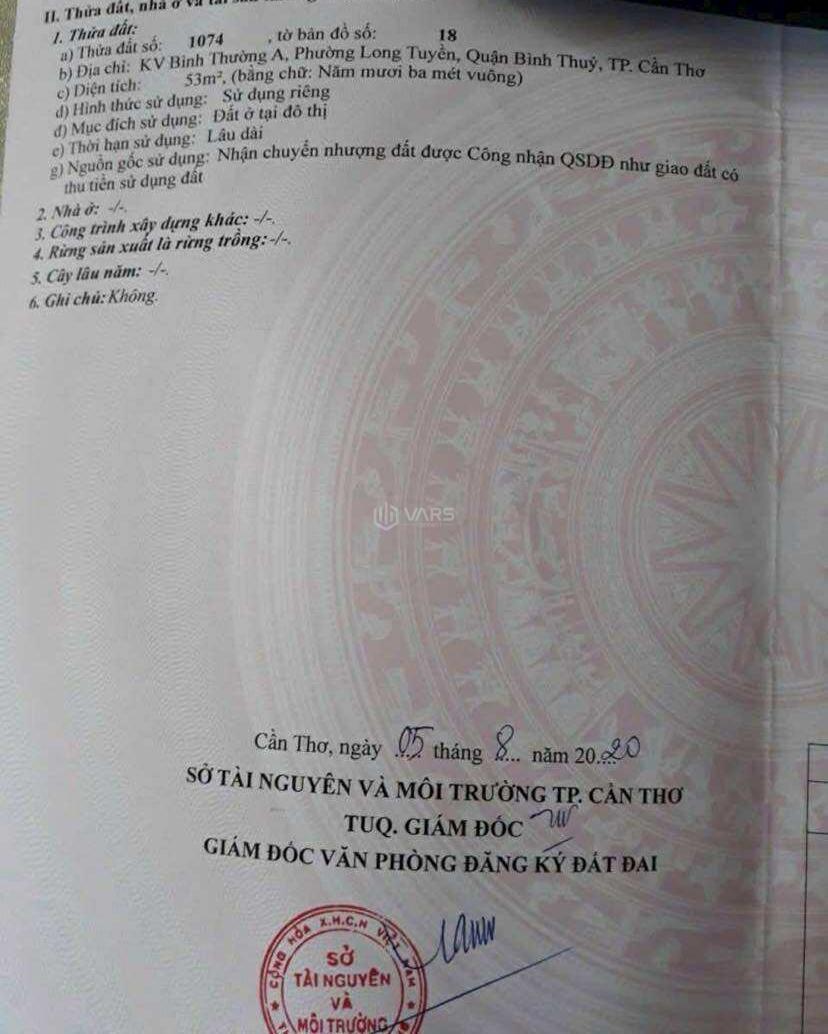 II. Thửa đất, nhà ở và tài sản
1. Thửa đất:
a) Thửa đất số: 1074 , tờ bản đồ số: 18
b) Địa chỉ: KV Bình Thường A, Phường Long Tuyền, Quận Bình Thuỷ, TP. Cần Thơ
c) Diện tích: 53m², (bằng chữ: Năm mươi ba mét vuông)
d) Hình thức sử dụng: Sử dụng riêng
đ) Mục đích sử dụng: Đất ở tại đô thị
e) Thời hạn sử dụng: Lâu dài
g) Nguồn gốc sử dụng: Nhận chuyển nhượng đất được Công nhận QSDĐ như giao đất có
thu tiền sử dụng đất
2. Nhà ở: -/-.
3. Công trình xây dựng khác: -/-.
4. Rừng sản xuất là rừng trồng: -/-.
5. Cây lâu năm: -/-.
6. Ghi chú: Không.
VARS
Cần Thơ, ngày 05 tháng 8 năm 2020
SỞ TÀI NGUYÊN VÀ MÔI TRƯỜNG TP. CẦN THƠ
TUQ. GIÁM ĐỐC
GIÁM ĐỐC VĂN PHÒNG ĐĂNG KÝ ĐẤT ĐAI
CỘNG HÒA X.H.C.N VIỆT NAM
SỞ
TÀI NGUYÊN
VÀ
MÔI TRƯỜNG